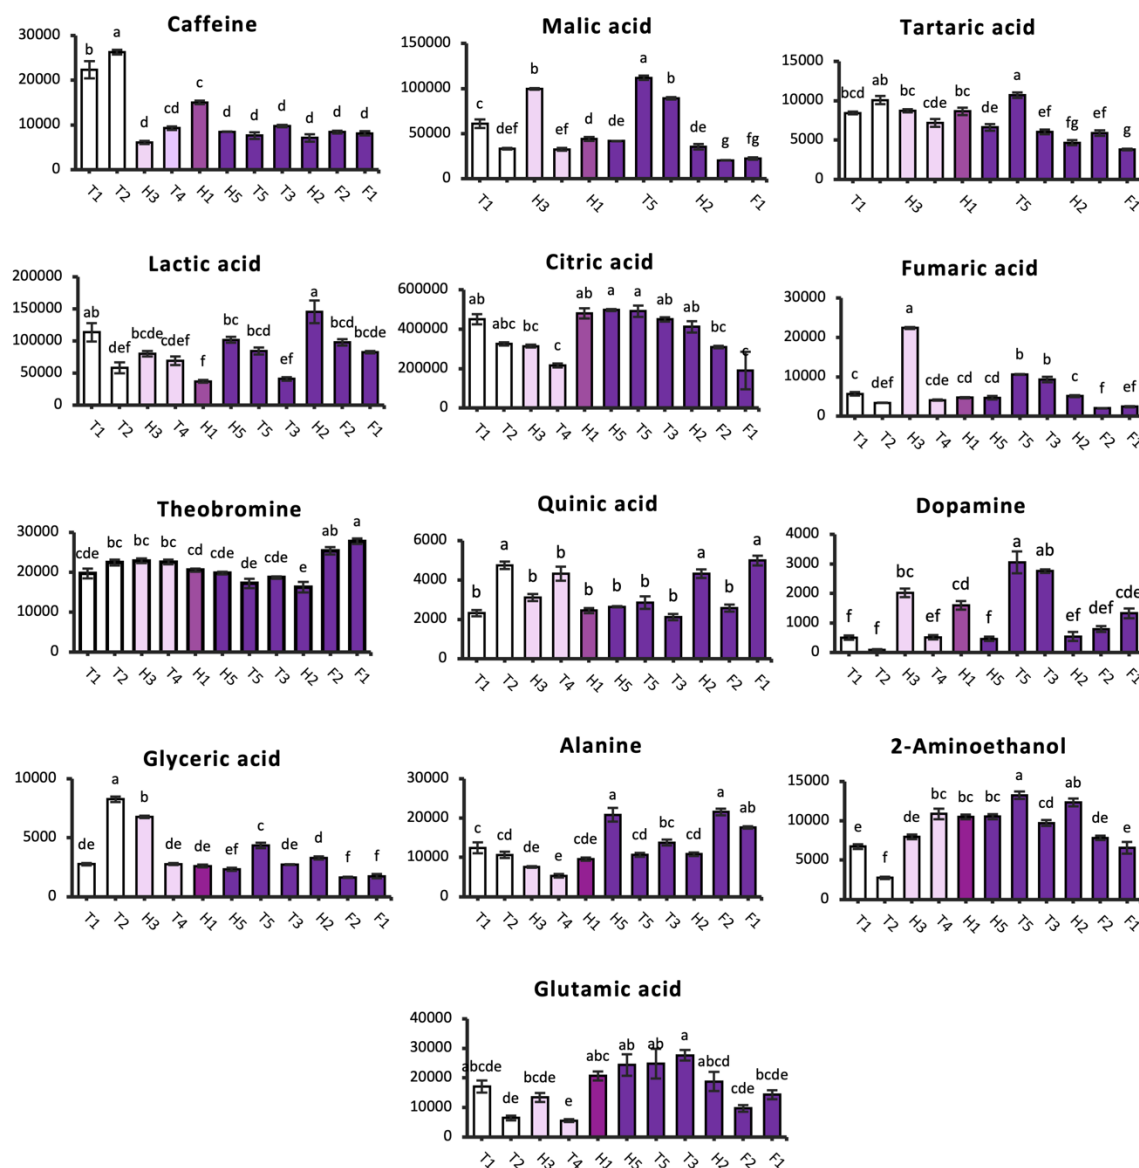 Caffeine
30000
20000
10000
0
b a d cd c d d d d d d
T1 T2 H3 T4 H1 H5 T5 T3 H2 F2 F1
Malic acid
150000
100000
50000
0
c def b ef d d a b de g fg
T1 H3 H1 T5 H2 F1
Tartaric acid
15000
10000
5000
0
bcd ab bc cde bc de a ef fg ef g
T1 H3 H1 T5 H2 F1
Lactic acid
200000
150000
100000
50000
0
ab def bcde cdef f bc bcd ef a bcd bcde
T1 T2 H3 T4 H1 H5 T5 T3 H2 F2 F1
Citric acid
600000
400000
200000
0
ab abc bc c ab a a ab ab bc c
T1 T2 H3 T4 H1 H5 T5 T3 H2 F2 F1
Fumaric acid
30000
20000
10000
0
c def a cde cd cd b b c f ef
T1 T2 H3 T4 H1 H5 T5 T3 H2 F2 F1
Theobromine
30000
20000
10000
0
cde bc bc bc cd cde de cde e ab a
T1 T2 H3 T4 H1 H5 T5 T3 H2 F2 F1
Quinic acid
6000
4000
2000
0
b a b b b b b b a b a
T1 T2 H3 T4 H1 H5 T5 T3 H2 F2 F1
Dopamine
4000
3000
2000
1000
0
f f bc ef cd f a ab ef def cde
T1 T2 H3 T4 H1 H5 T5 T3 H2 F2 F1
Glyceric acid
10000
5000
0
de a b de de ef c de d f f
T1 T2 H3 T4 H1 H5 T5 T3 H2 F2 F1
Alanine
30000
20000
10000
0
c cd de e cde a cd bc cd a ab
T1 T2 H3 T4 H1 H5 T5 T3 H2 F2 F1
2-Aminoethanol
15000
10000
5000
0
e f de bc bc bc a cd ab de e
T1 T2 H3 T4 H1 H5 T5 T3 H2 F2 F1
Glutamic acid
40000
30000
20000
10000
0
abcde de bcde e abc ab ab a abcd cde bcde
T1 T2 H3 T4 H1 H5 T5 T3 H2 F2 F1